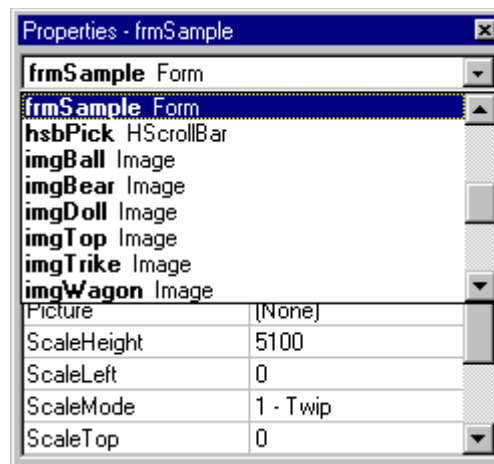 Properties - frmSample
frmSample Form
frmSample Form
hsbPick HScrollBar
imgBall Image
imgBear Image
imgDoll Image
imgTop Image
imgTrike Image
imgWagon Image
Picture (None)
ScaleHeight 5100
ScaleLeft 0
ScaleMode 1 - Twip
ScaleTop 0